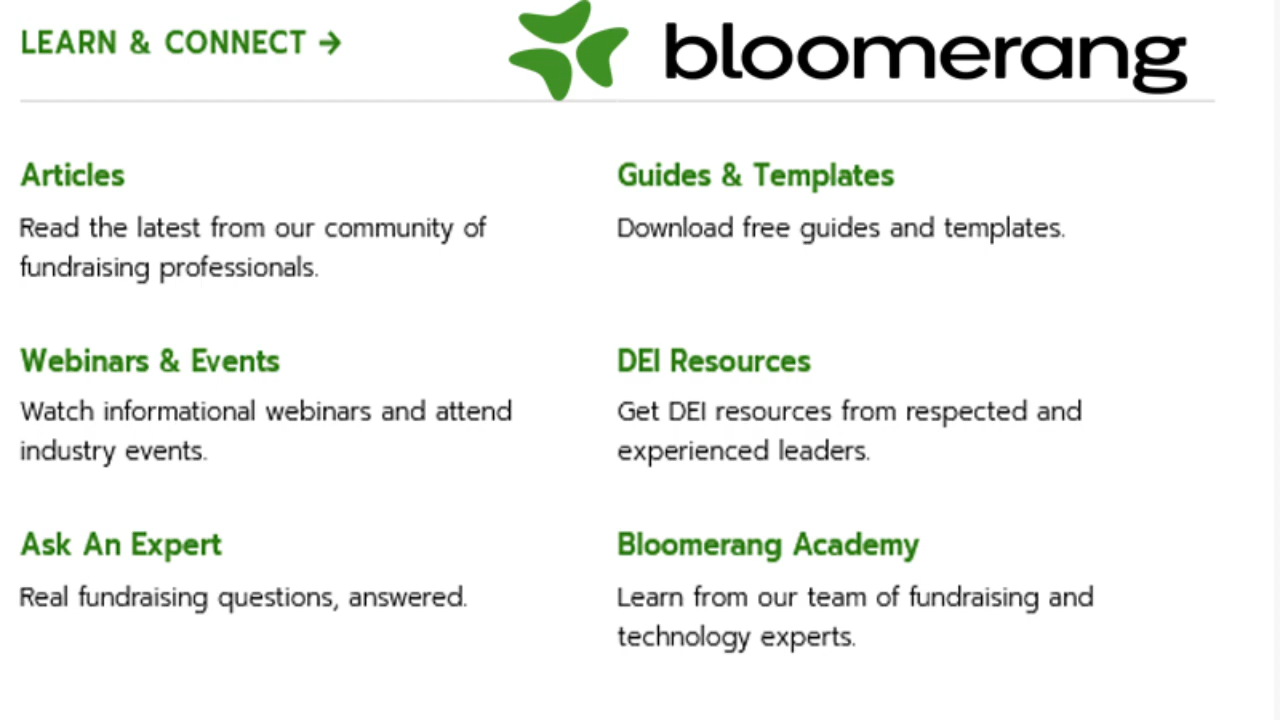 LEARN & CONNECT →
bloomerang
Articles
Read the latest from our community of
fundraising professionals.
Guides & Templates
Download free guides and templates.
Webinars & Events
Watch informational webinars and attend
industry events.
DEI Resources
Get DEI resources from respected and
experienced leaders.
Ask An Expert
Real fundraising questions, answered.
Bloomerang Academy
Learn from our team of fundraising and
technology experts.